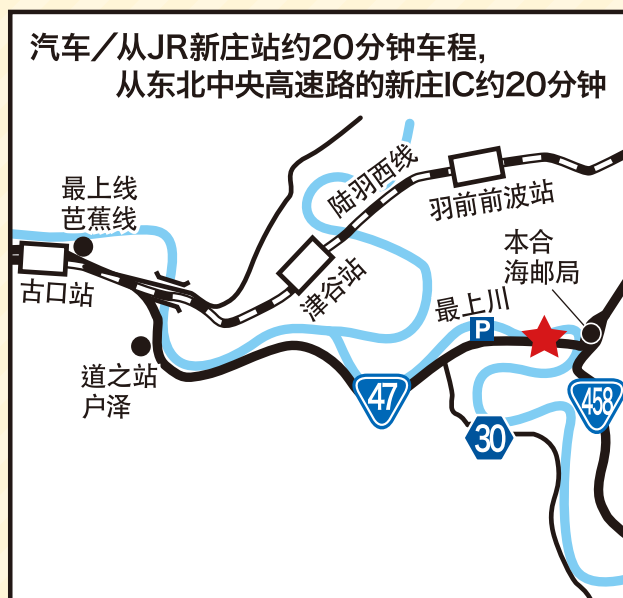 汽车／从JR新庄站约20分钟车程，
从东北中央高速路的新庄IC约20分钟
陆羽西线
最上线
芭蕉线
羽前前波站
本合
海邮局
古口站
津谷站
最上川
P
道之站
户泽
47
458
30